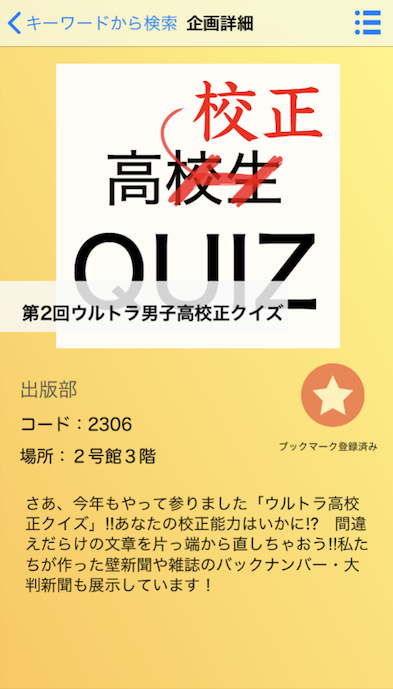 キーワードから検索 企画詳細
校正
高校生
QUIZ
第2回ウルトラ男子高校正クイズ
出版部
コード：2306
場所：２号館３階
ブックマーク登録済み
さあ、今年もやって参りました「ウルトラ高校
正クイズ」!!あなたの校正能力はいかに!?　間違
えだらけの文章を片っ端から直しちゃおう!!私た
ちが作った壁新聞や雑誌のバックナンバー・大
判新聞も展示しています！